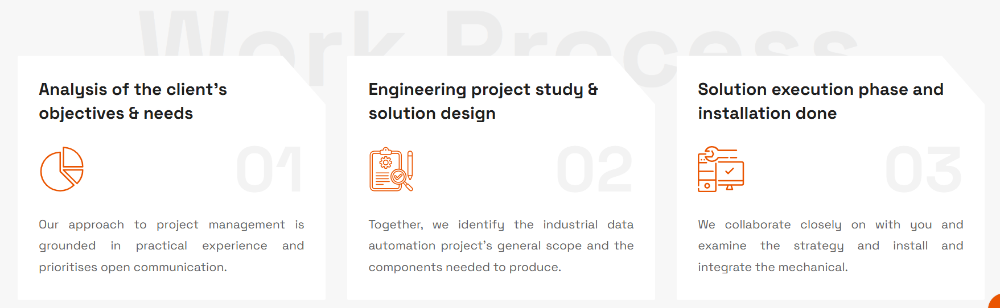 Work Process
Analysis of the client's
objectives & needs
01
Our approach to project management is
grounded in practical experience and
prioritises open communication.
Engineering project study &
solution design
02
Together, we identify the industrial data
automation project's general scope and the
components needed to produce.
Solution execution phase and
installation done
03
We collaborate closely on with you and
examine the strategy and install and
integrate the mechanical.